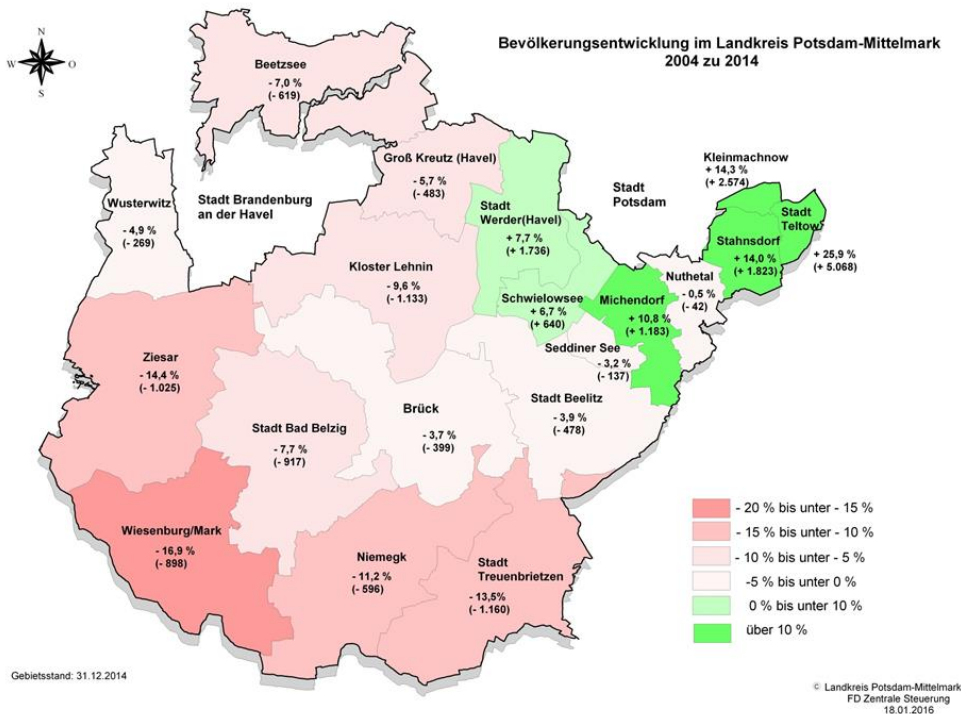 Bevölkerungsentwicklung im Landkreis Potsdam-Mittelmark
2004 zu 2014
N
W
O
S
Beetzsee
- 7,0 %
(- 619)
Groß Kreutz (Havel)
- 5,7 %
(- 483)
Kleinmachnow
+ 14,3 %
(+ 2.574)
Wusterwitz
- 4,9 %
(- 269)
Stadt Brandenburg
an der Havel
Stadt
Werder(Havel)
+ 7,7 %
(+ 1.736)
Stadt
Potsdam
Stadt
Teltow
+ 25,9 %
(+ 5.068)
Stahnsdorf
+ 14,0 %
(+ 1.823)
Kloster Lehnin
- 9,6 %
(- 1.133)
Schwielowsee
+ 6,7 %
(+ 640)
Michendorf
+ 10,8 %
(+ 1.183)
Nuthetal
- 0,5 %
(- 42)
Ziesar
- 14,4 %
(- 1.025)
Seddiner See
- 3,2 %
(- 137)
Stadt Beelitz
- 3,9 %
(- 478)
Brück
- 3,7 %
(- 399)
Stadt Bad Belzig
- 7,7 %
(- 917)
Wiesenburg/Mark
- 16,9 %
(- 898)
Niemegk
- 11,2 %
(- 596)
Stadt
Treuenbrietzen
- 13,5%
(- 1.160)
- 20 % bis unter - 15 %
- 15 % bis unter - 10 %
- 10 % bis unter - 5 %
-5 % bis unter 0 %
0 % bis unter 10 %
über 10 %
Gebietsstand: 31.12.2014
© Landkreis Potsdam-Mittelmark
FD Zentrale Steuerung
18.01.2016